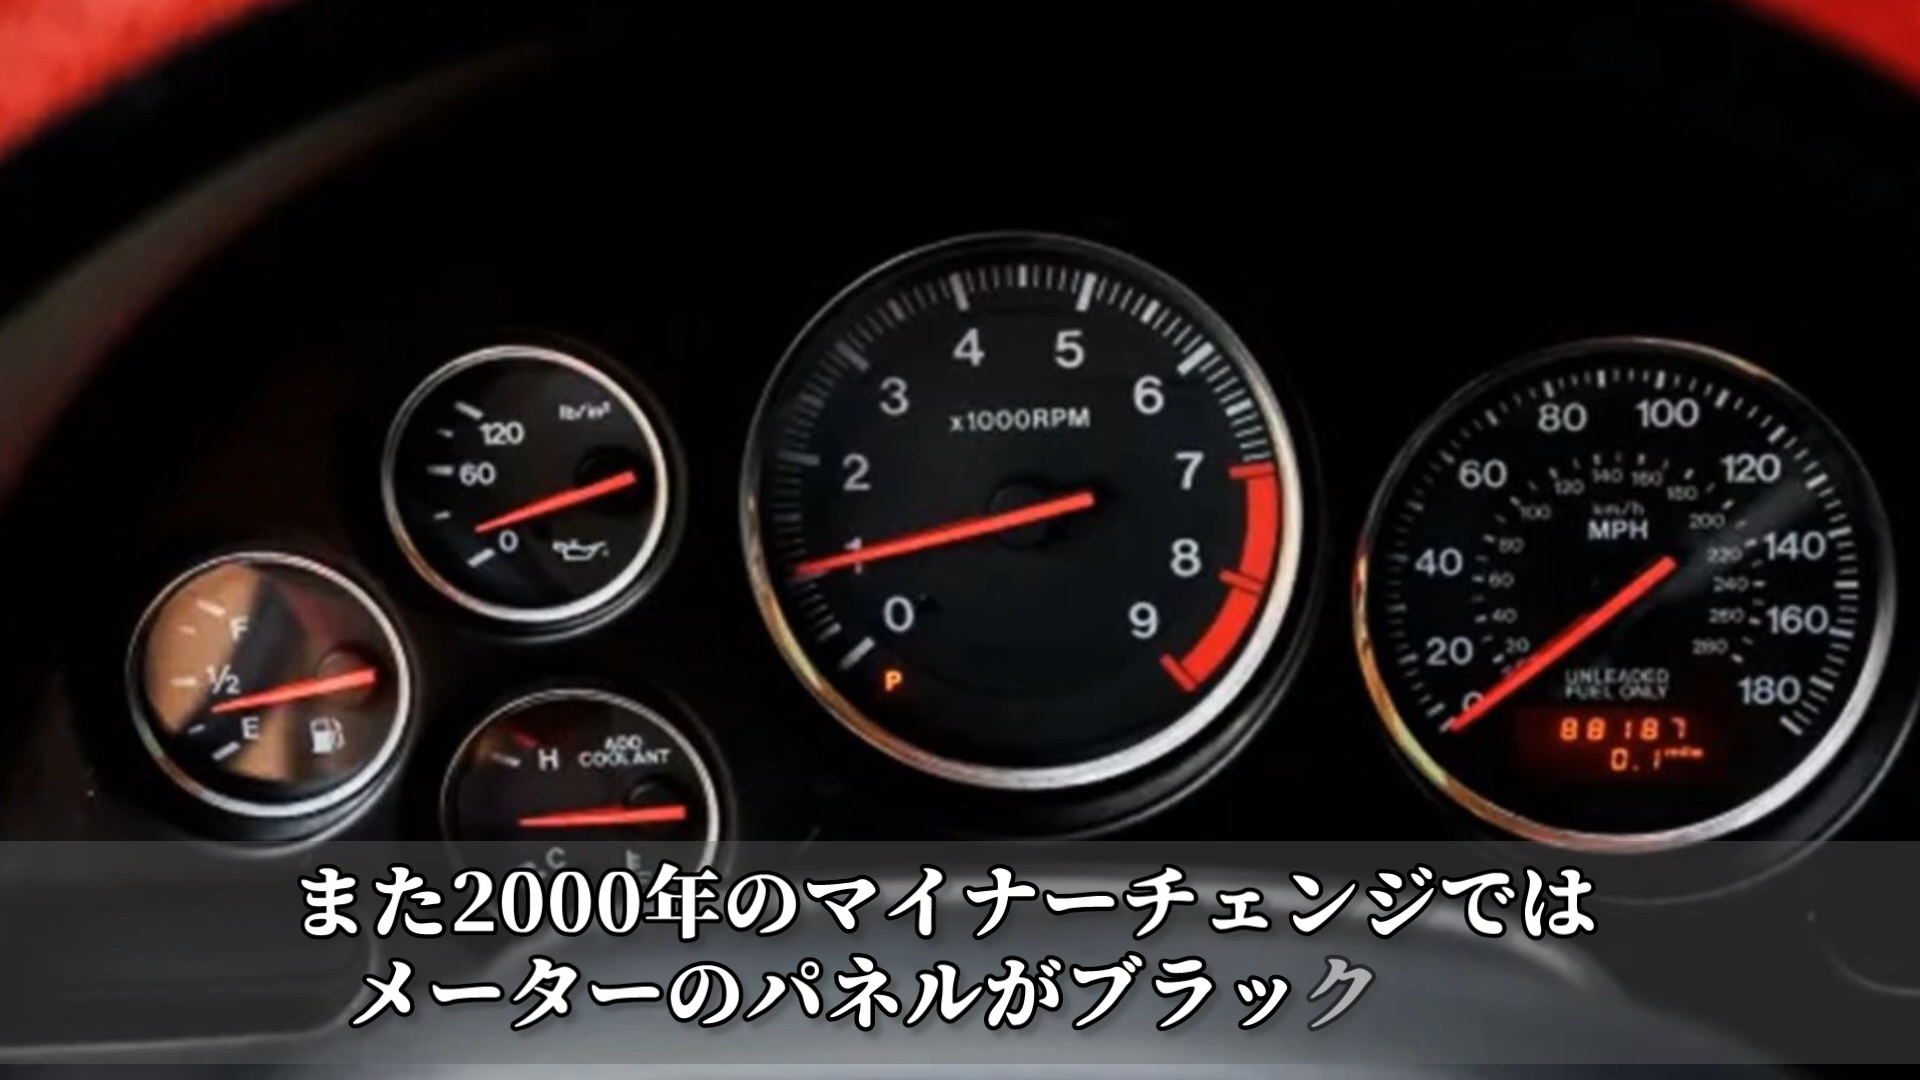 4 5
3 6
x1000RPM
2 7
1 8
0 9
P
lb/in²
120
60
0
F
1/2
E
H ADD COOLANT
C
80 100
60 120
120 140 160 180
100 km/h 200
MPH
80 220
40 140
60 240
40 260 160
20 20 280
0 180
UNLEADED
FUEL ONLY
88187
0.1 mile
また2000年のマイナーチェンジでは
メーターのパネルがブラック